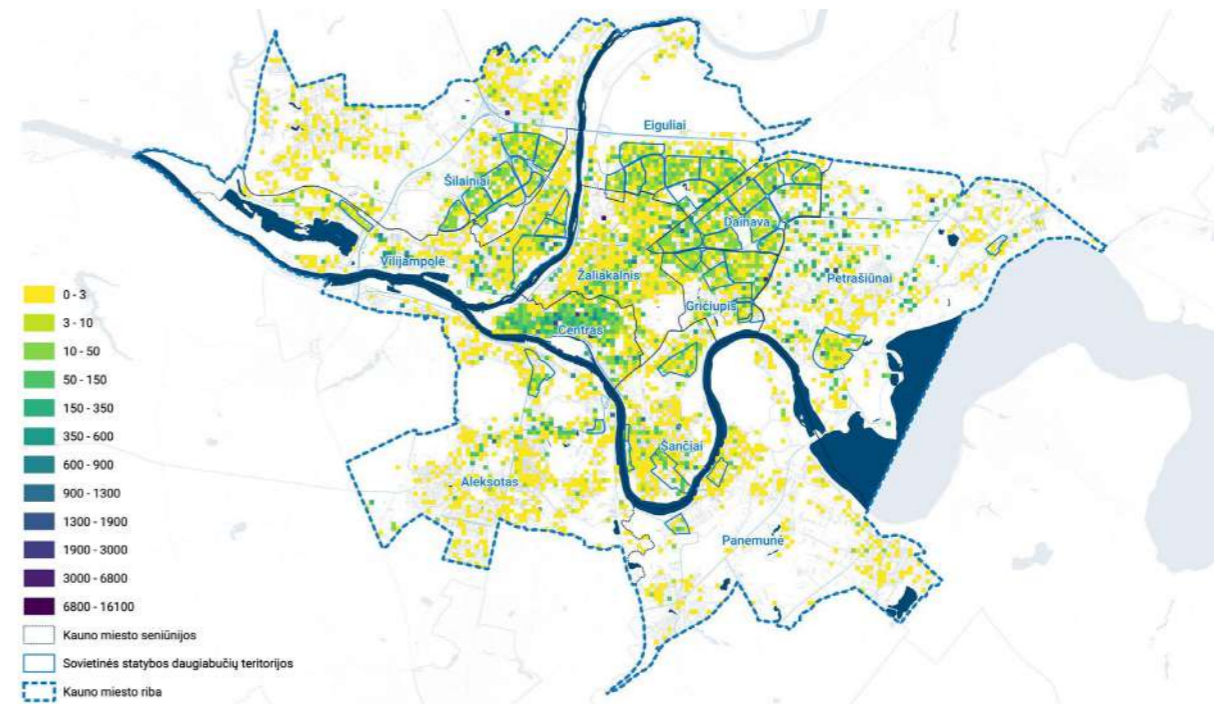 Eiguliai
Šilainiai
Dainava
Vilijampolė
Žaliakalnis
Petrašiūnai
Gričiupis
Centras
Šančiai
Aleksotas
Panemunė
0 - 3
3 - 10
10 - 50
50 - 150
150 - 350
350 - 600
600 - 900
900 - 1300
1300 - 1900
1900 - 3000
3000 - 6800
6800 - 16100
Kauno miesto seniūnijos
Sovietinės statybos daugiabučių teritorijos
Kauno miesto riba